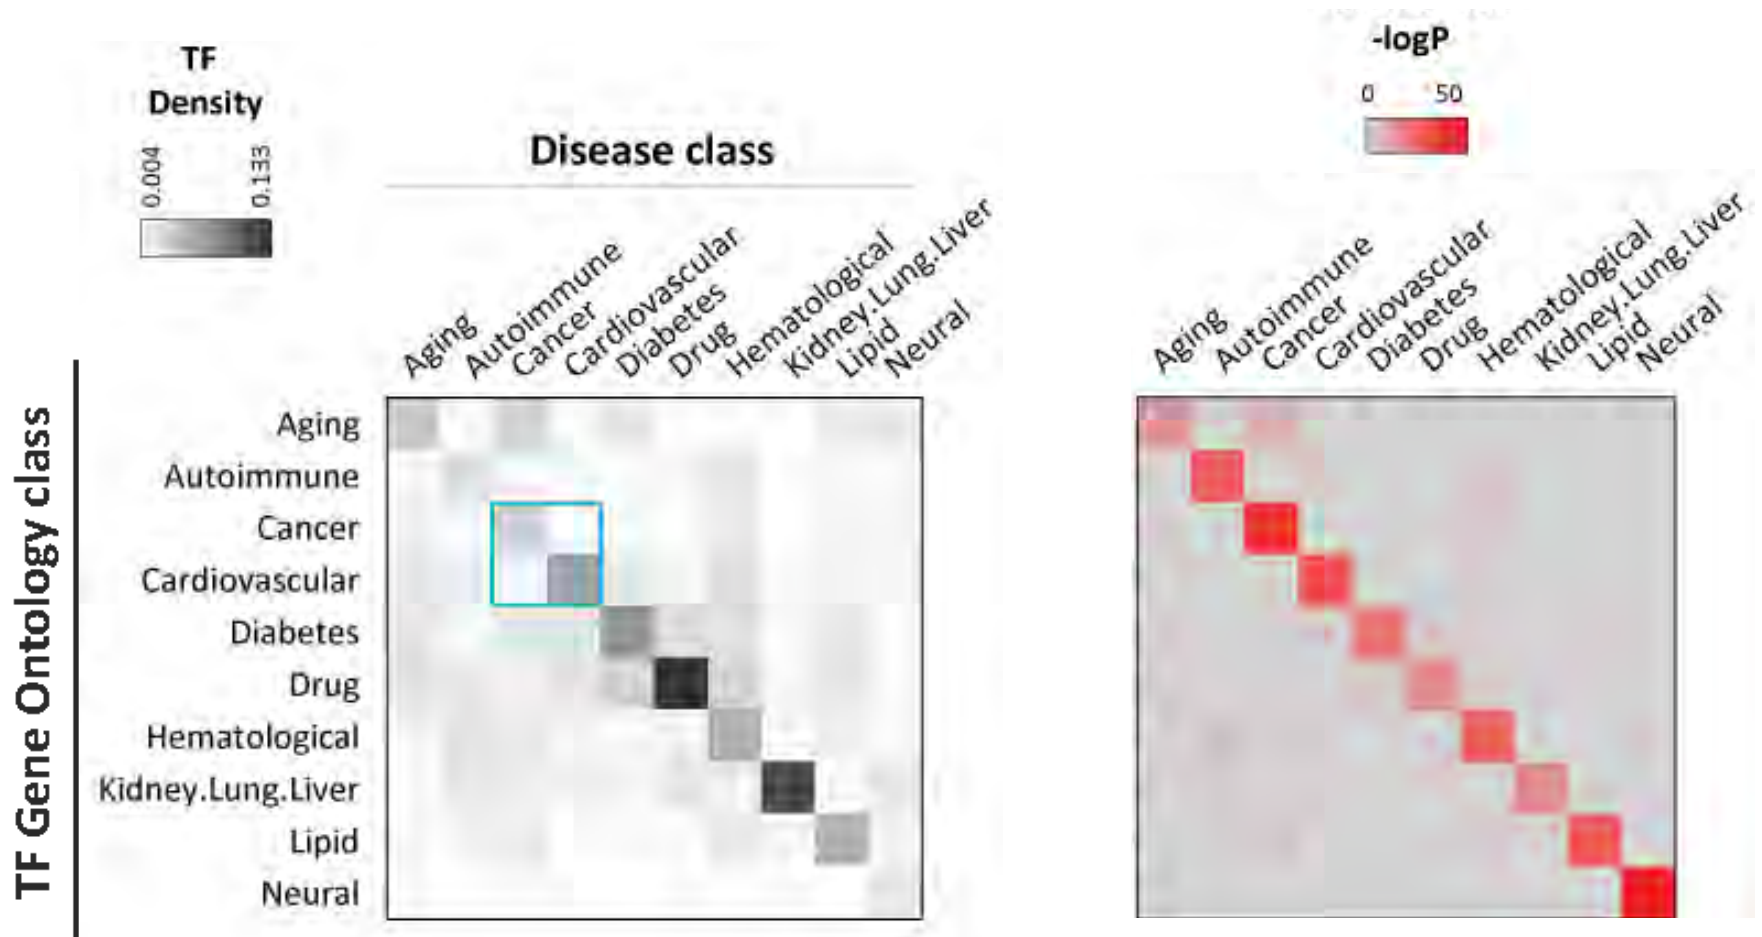 TF
Density
0.004
0.133
Disease class
Aging
Autoimmune
Cancer
Cardiovascular
Diabetes
Drug
Hematological
Kidney.Lung.Liver
Lipid
Neural
TF Gene Ontology class
Aging
Autoimmune
Cancer
Cardiovascular
Diabetes
Drug
Hematological
Kidney.Lung.Liver
Lipid
Neural
-logP
0 50
Aging
Autoimmune
Cancer
Cardiovascular
Diabetes
Drug
Hematological
Kidney.Lung.Liver
Lipid
Neural